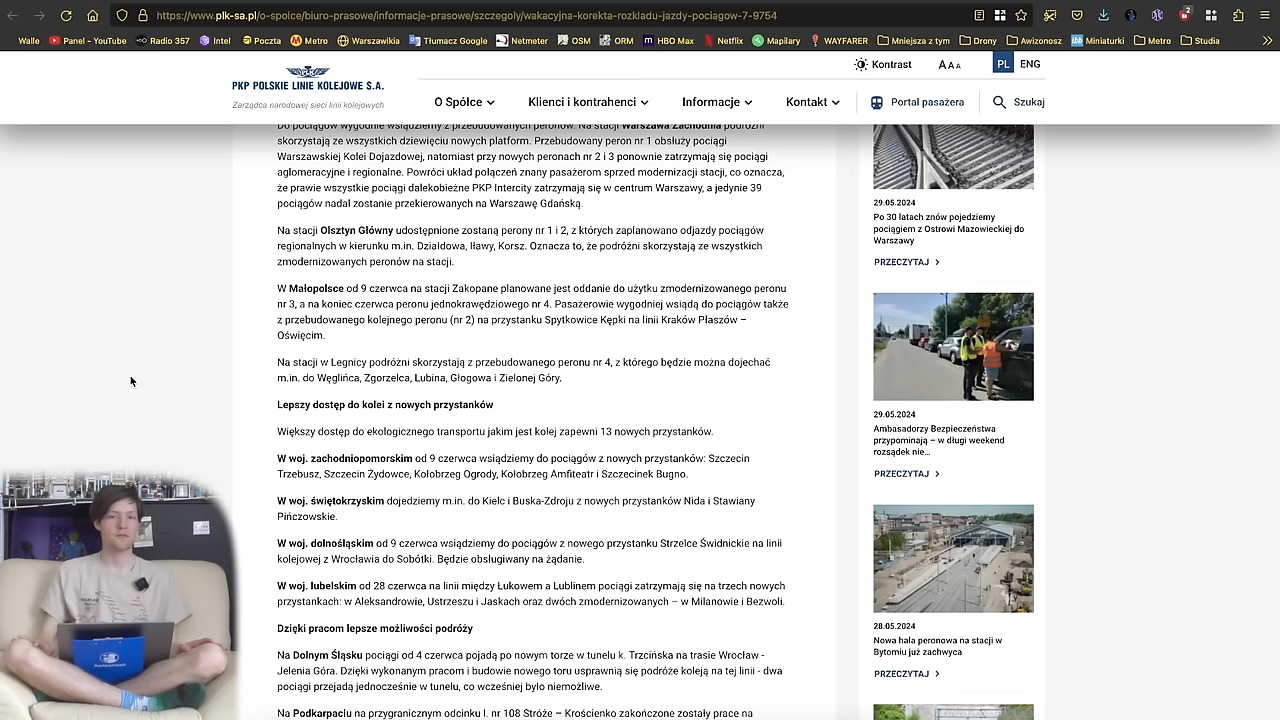 https://www.plk-sa.pl/o-spolce/biuro-prasowe/informacje-prasowe/szczegoly/wakacyjna-korekta-rozkladu-jazdy-pociagow-7-9754
2
Walle
Panel - YouTube
Radio 357
Intel
Poczta
Metro
Warszawikia
Tłumacz Google
Netmeter
OSM
ORM
HBO Max
Netflix
Mapilary
WAYFARER
Mniejsza z tym
Drony
Awizonosz
Miniaturki
Metro
Studia
PLK
PKP POLSKIE LINIE KOLEJOWE S.A.
Zarządca narodowej sieci linii kolejowych
Kontrast
A A A
PL
ENG
O Spółce
Klienci i kontrahenci
Informacje
Kontakt
Portal pasażera
Szukaj
Do pociągów wygodnie wsiądziemy z przebudowanych peronów. Na stacji Warszawa Zachodnia podróżni
skorzystają ze wszystkich dziewięciu nowych platform. Przebudowany peron nr 1 obsłuży pociągi
Warszawskiej Kolei Dojazdowej, natomiast przy nowych peronach nr 2 i 3 ponownie zatrzymają się pociągi
aglomeracyjne i regionalne. Powróci układ połączeń znany pasażerom sprzed modernizacji stacji, co oznacza,
że prawie wszystkie pociągi dalekobieżne PKP Intercity zatrzymają się w centrum Warszawy, a jedynie 39
pociągów nadal zostanie przekierowanych na Warszawę Gdańską.
Na stacji Olsztyn Główny udostępnione zostaną perony nr 1 i 2, z których zaplanowano odjazdy pociągów
regionalnych w kierunku m.in. Działdowa, Iławy, Korsz. Oznacza to, że podróżni skorzystają ze wszystkich
zmodernizowanych peronów na stacji.
W Małopolsce od 9 czerwca na stacji Zakopane planowane jest oddanie do użytku zmodernizowanego peronu
nr 3, a na koniec czerwca peronu jednokrawędziowego nr 4. Pasażerowie wygodniej wsiądą do pociągów także
z przebudowanego kolejnego peronu (nr 2) na przystanku Spytkowice Kępki na linii Kraków Płaszów –
Oświęcim.
Na stacji w Legnicy podróżni skorzystają z przebudowanego peronu nr 4, z którego będzie można dojechać
m.in. do Węglińca, Zgorzelca, Lubina, Głogowa i Zielonej Góry.
Lepszy dostęp do kolei z nowych przystanków
Większy dostęp do ekologicznego transportu jakim jest kolej zapewni 13 nowych przystanków.
W woj. zachodniopomorskim od 9 czerwca wsiądziemy do pociągów z nowych przystanków: Szczecin
Trzebusz, Szczecin Żydowce, Kołobrzeg Ogrody, Kołobrzeg Amfiteatr i Szczecinek Bugno.
W woj. świętokrzyskim dojedziemy m.in. do Kielc i Buska-Zdroju z nowych przystanków Nida i Stawiany
Pińczowskie.
W woj. dolnośląskim od 9 czerwca wsiądziemy do pociągów z nowego przystanku Strzelce Świdnickie na linii
kolejowej z Wrocławia do Sobótki. Będzie obsługiwany na żądanie.
W woj. lubelskim od 28 czerwca na linii między Łukowem a Lublinem pociągi zatrzymają się na trzech nowych
przystankach: w Aleksandrowie, Ustrzeszu i Jaskach oraz dwóch zmodernizowanych – w Milanowie i Bezwoli.
Dzięki pracom lepsze możliwości podróży
Na Dolnym Śląsku pociągi od 4 czerwca pojadą po nowym torze w tunelu k. Trzcińska na trasie Wrocław -
Jelenia Góra. Dzięki wykonanym pracom i budowie nowego toru usprawnią się podróże koleją na tej linii - dwa
pociągi przejadą jednocześnie w tunelu, co wcześniej było niemożliwe.
Na Podkarpaciu na przygranicznym odcinku l. nr 108 Stróże – Krościenko zakończono prace
29.05.2024
Po 30 latach znów pojedziemy
pociągiem z Ostrowi Mazowieckiej do
Warszawy
PRZECZYTAJ
29.05.2024
Ambasadorzy Bezpieczeństwa
przypominają – w długi weekend
rozsądek nie...
PRZECZYTAJ
28.05.2024
Nowa hala peronowa na stacji w
Bytomiu już zachwyca
PRZECZYTAJ